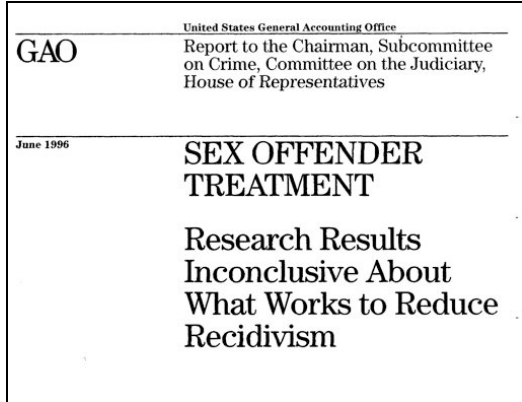 United States General Accounting Office
GAO
Report to the Chairman, Subcommittee
on Crime, Committee on the Judiciary,
House of Representatives
June 1996
SEX OFFENDER
TREATMENT
Research Results
Inconclusive About
What Works to Reduce
Recidivism